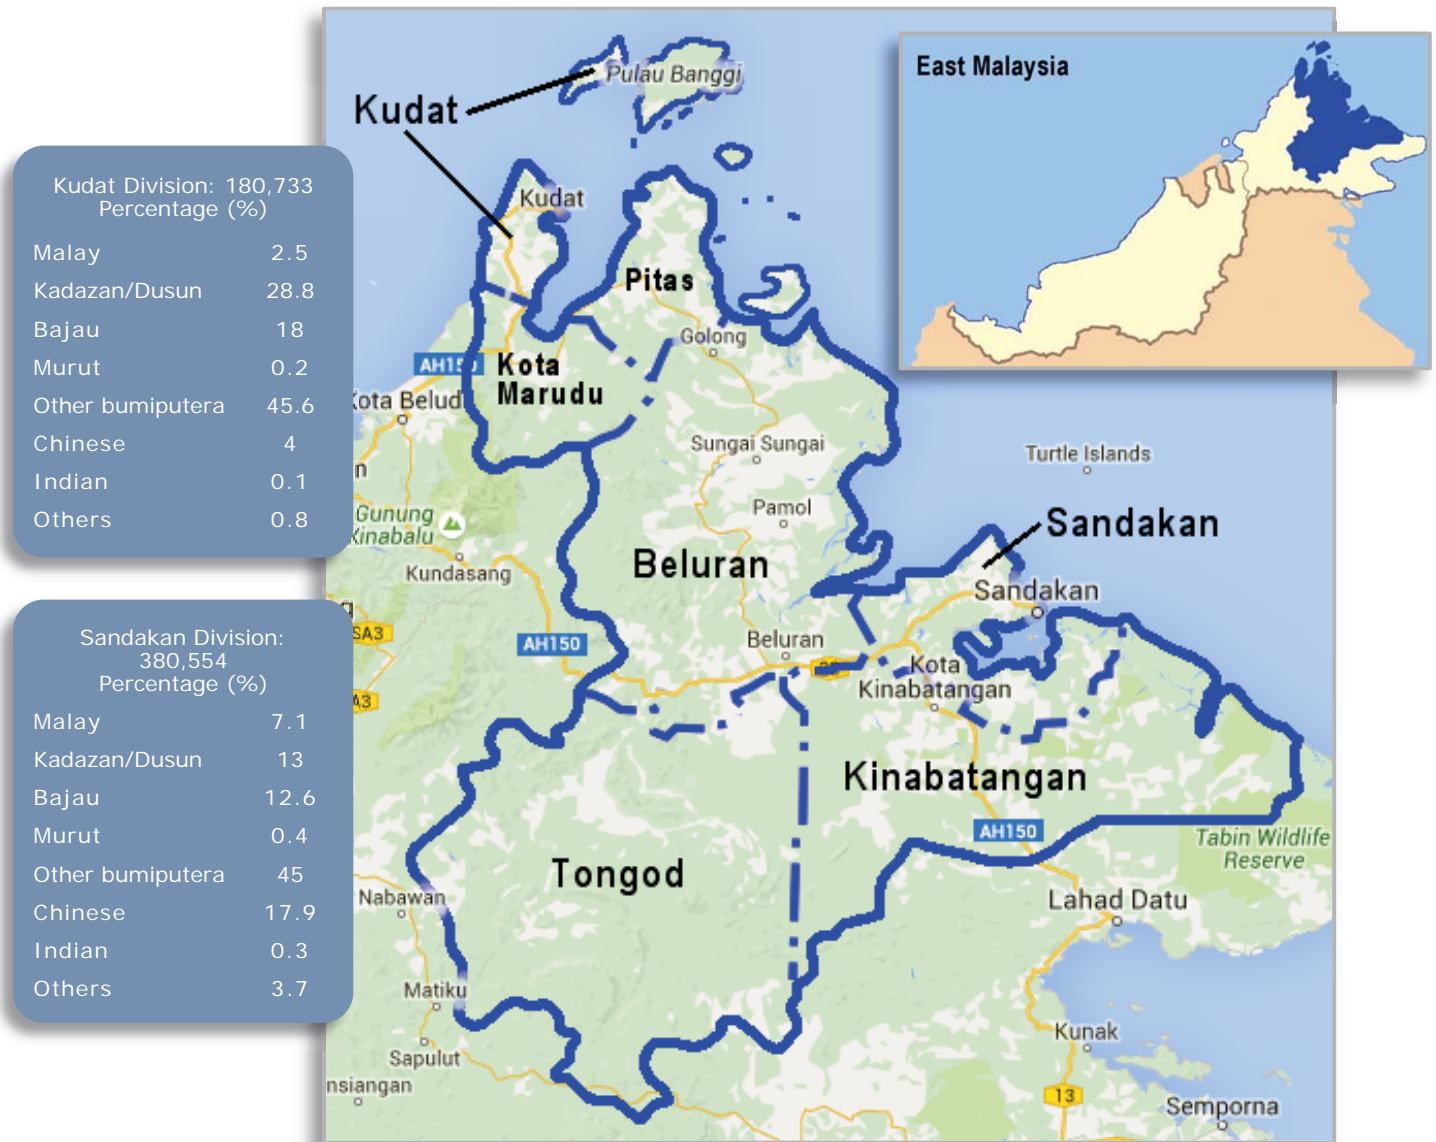 East Malaysia
Pulau Banggi
Kudat
Kudat
Kudat Division: 180,733
Percentage (%)
Malay 2.5
Kadazan/Dusun 28.8
Bajau 18
Murut 0.2
Other bumiputera 45.6
Chinese 4
Indian 0.1
Others 0.8
Pitas
Golong
AH150
Kota
Marudu
Kota Belud
Sungai Sungai
Turtle Islands
n
Pamol
Gunung
Kinabalu
Sandakan
Beluran
Kundasang
Sandakan
Sandakan Division:
380,554
Percentage (%)
Malay 7.1
Kadazan/Dusun 13
Bajau 12.6
Murut 0.4
Other bumiputera 45
Chinese 17.9
Indian 0.3
Others 3.7
g
SA3
AH150
Beluran
Kota
Kinabatangan
A3
Kinabatangan
AH150
Tabin Wildlife
Reserve
Tongod
Nabawan
Lahad Datu
Matiku
Kunak
Sapulut
nsiangan
13
Semporna